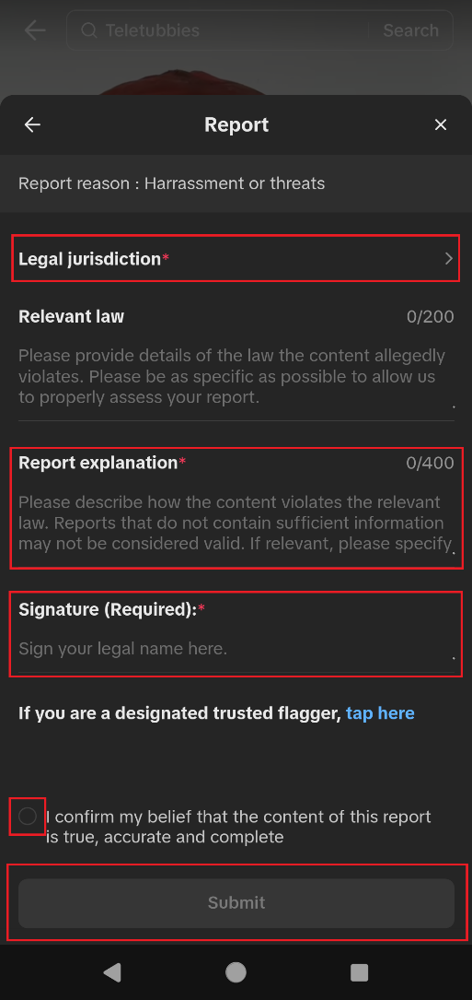 Teletubbies
Search
Report
Report reason : Harrassment or threats
Legal jurisdiction*
Relevant law
0/200
Please provide details of the law the content allegedly
violates. Please be as specific as possible to allow us
to properly assess your report.
Report explanation*
0/400
Please describe how the content violates the relevant
law. Reports that do not contain sufficient information
may not be considered valid. If relevant, please specify
Signature (Required):*
Sign your legal name here.
If you are a designated trusted flagger, tap here
I confirm my belief that the content of this report
is true, accurate and complete
Submit